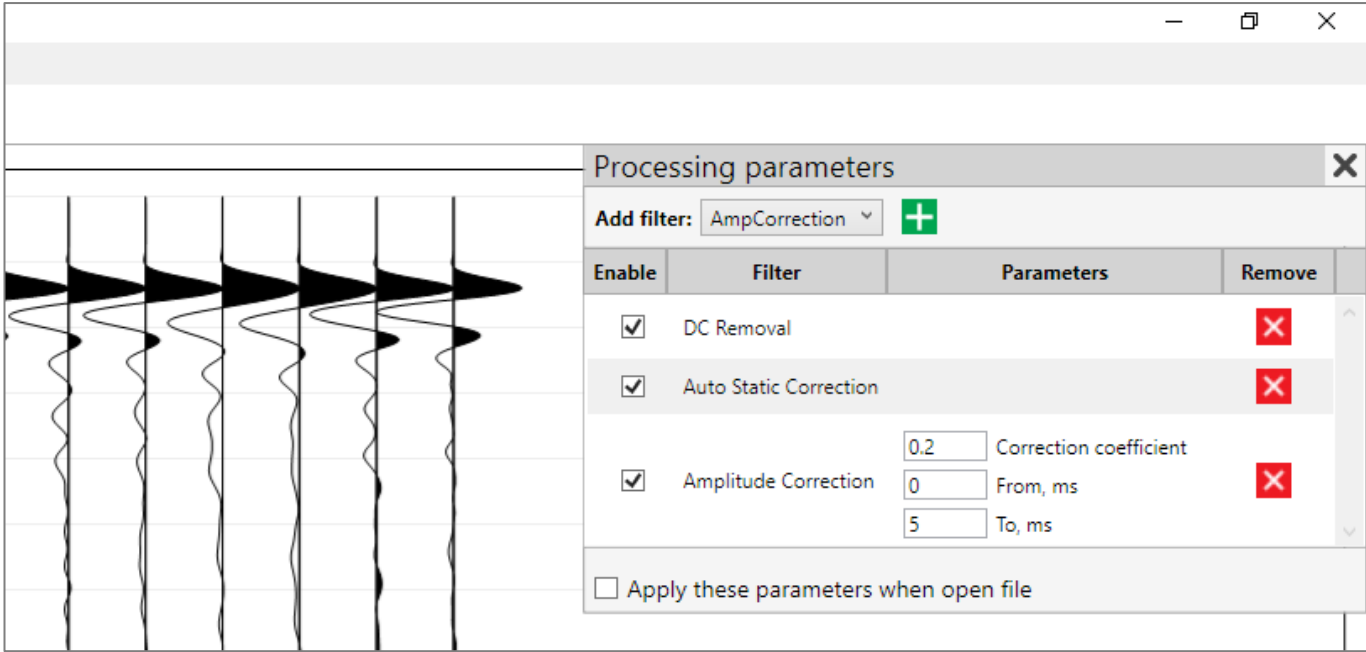 Processing parameters
Add filter: AmpCorrection
Enable Filter Parameters Remove
DC Removal
Auto Static Correction
0.2 Correction coefficient
Amplitude Correction 0 From, ms
5 To, ms
Apply these parameters when open file